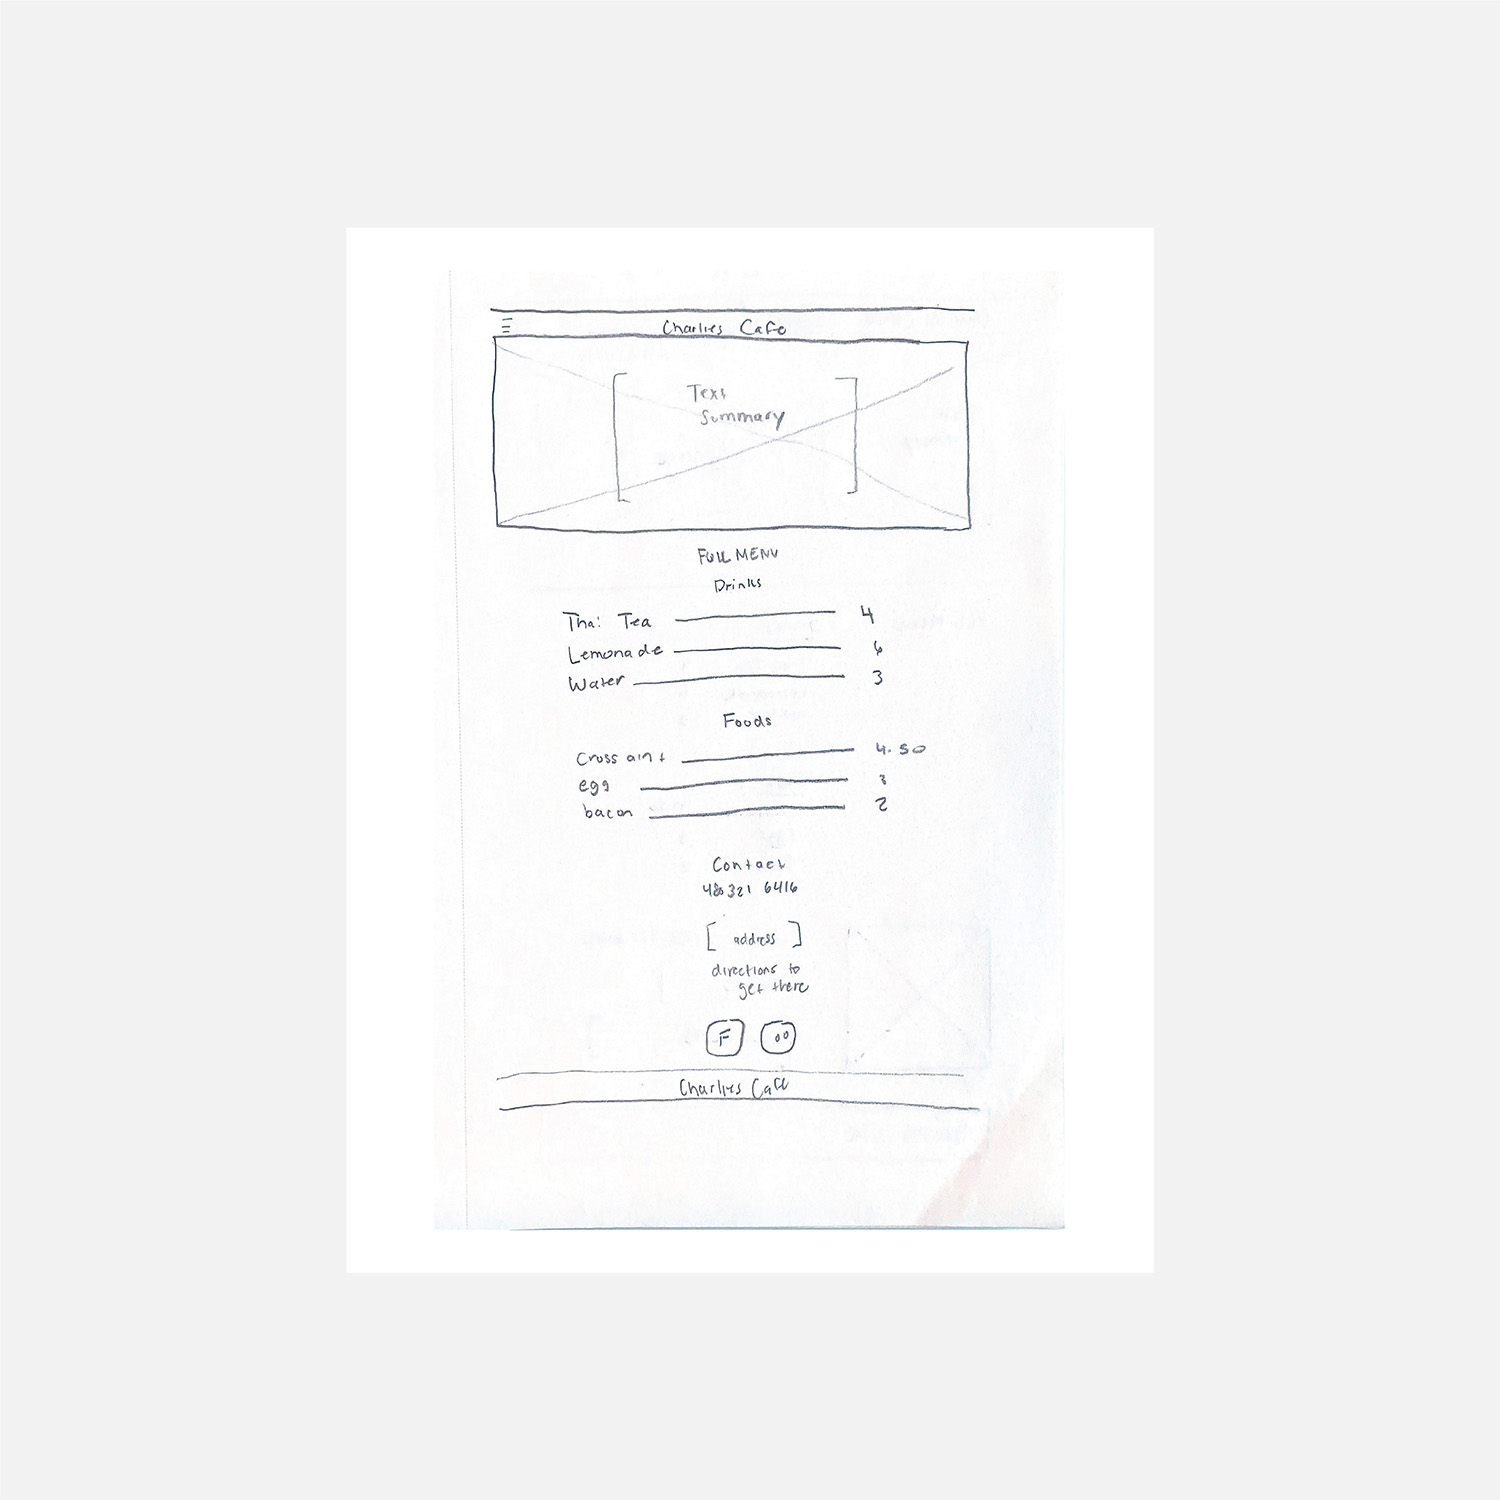 Charlies Cafe
Text
Summary
FULL MENU
Drinks
Thai Tea 4
Lemonade 6
Water 3
Foods
Crossaint 4.50
egg
bacon 2
Contact
480 321 6416
[ address ]
directions to
get there
F
Charlies Cafe